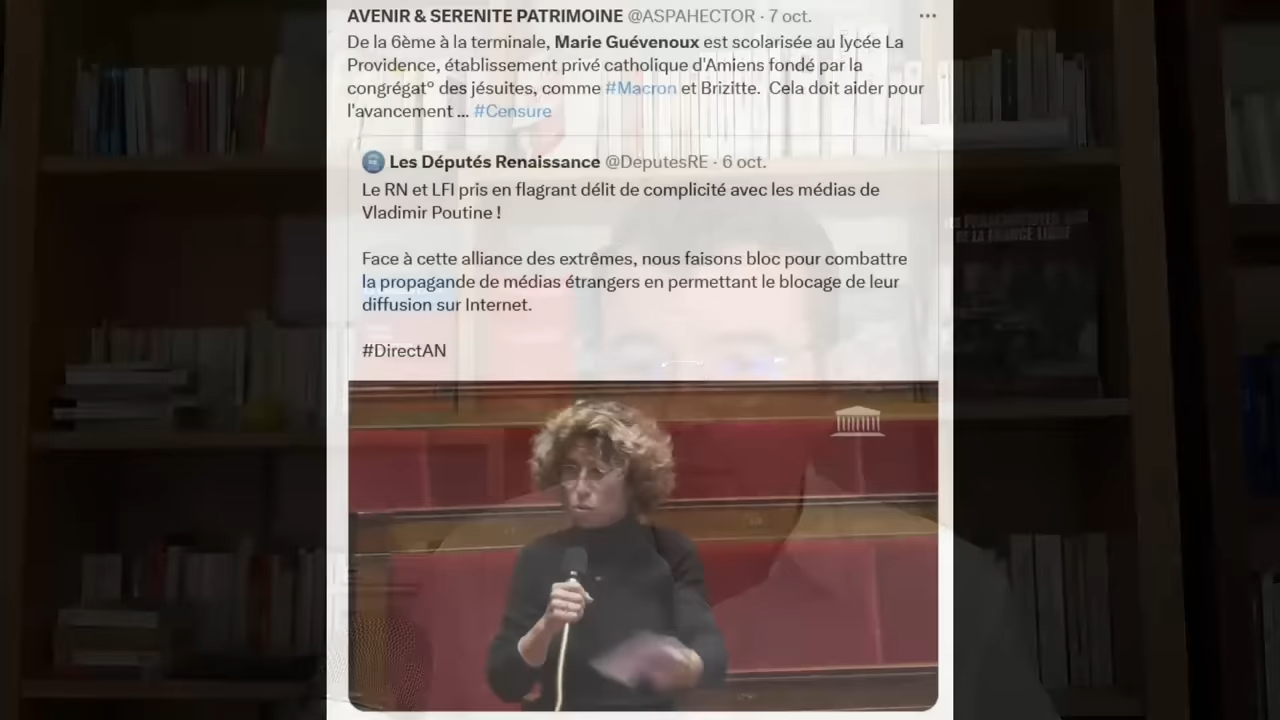 AVENIR & SERENITE PATRIMOINE @ASPAHECTOR · 7 oct.
De la 6ème à la terminale, Marie Guévenoux est scolarisée au lycée La
Providence, établissement privé catholique d'Amiens fondé par la
congrégat° des jésuites, comme #Macron et Brizitte. Cela doit aider pour
l'avancement ... #Censure
Les Députés Renaissance @DeputesRE · 6 oct.
Le RN et LFI pris en flagrant délit de complicité avec les médias de
Vladimir Poutine !
Face à cette alliance des extrêmes, nous faisons bloc pour combattre
la propagande de médias étrangers en permettant le blocage de leur
diffusion sur Internet.
#DirectAN
DE LA FRANCE LIBRE